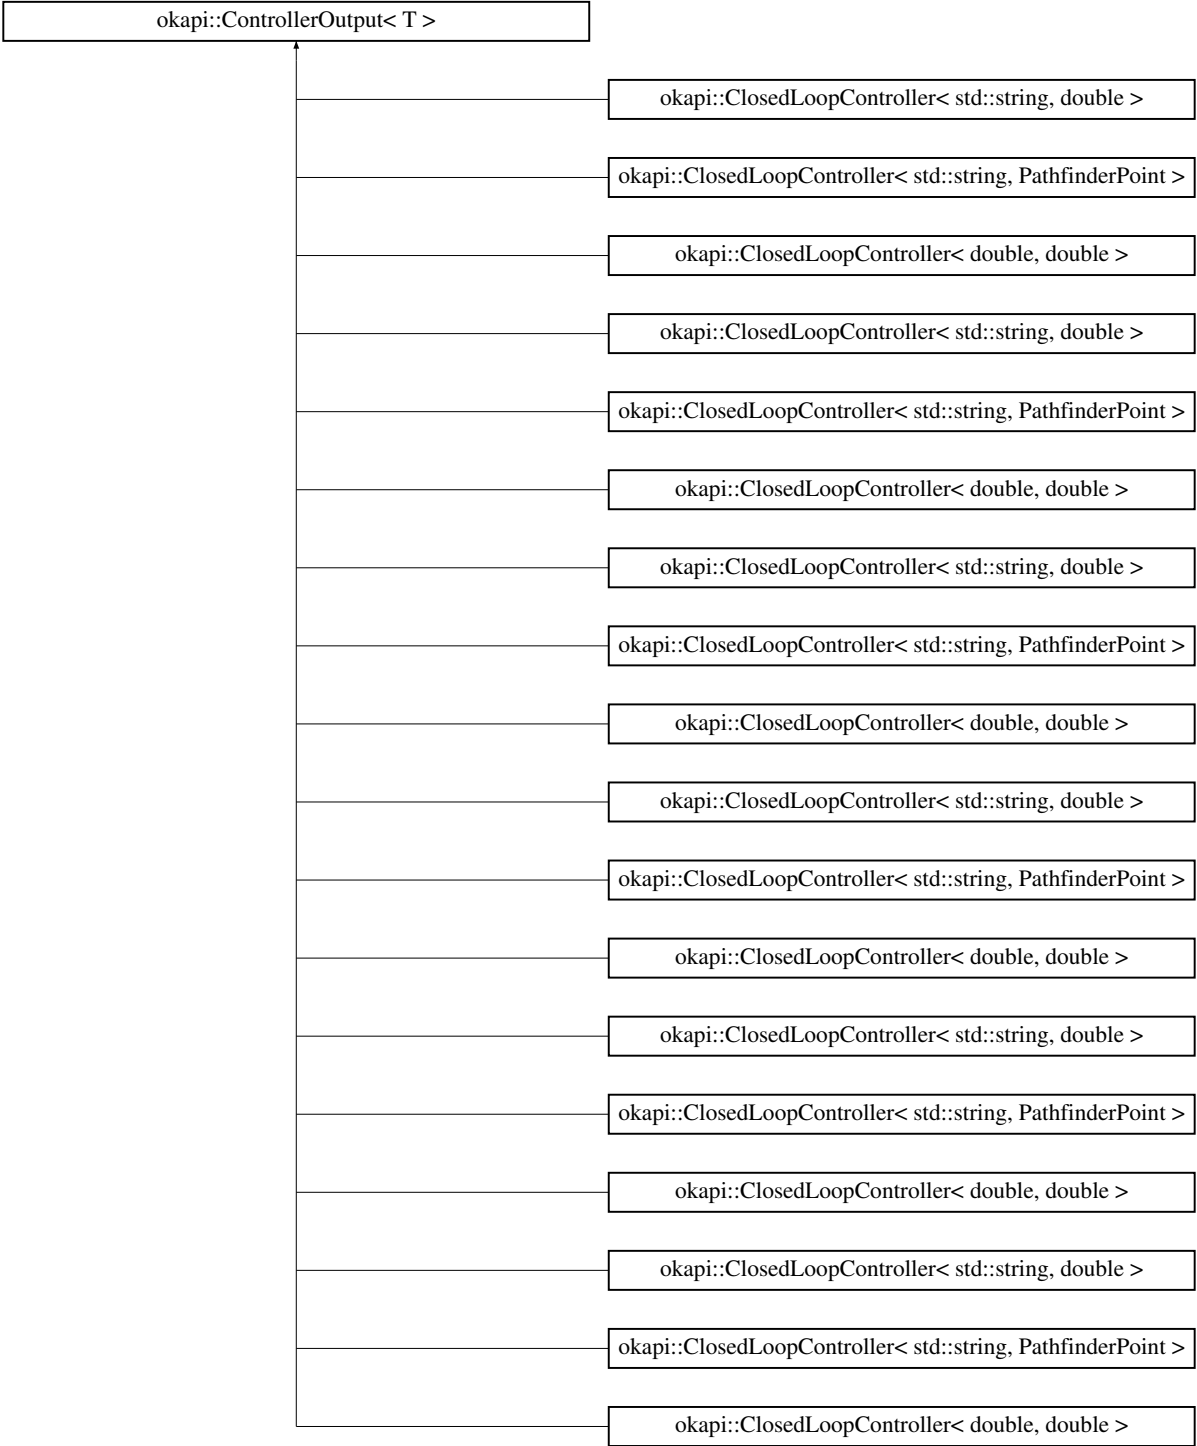 okapi::ControllerOutput< T >
okapi::ClosedLoopController< std::string, double >
okapi::ClosedLoopController< std::string, PathfinderPoint >
okapi::ClosedLoopController< double, double >
okapi::ClosedLoopController< std::string, double >
okapi::ClosedLoopController< std::string, PathfinderPoint >
okapi::ClosedLoopController< double, double >
okapi::ClosedLoopController< std::string, double >
okapi::ClosedLoopController< std::string, PathfinderPoint >
okapi::ClosedLoopController< double, double >
okapi::ClosedLoopController< std::string, double >
okapi::ClosedLoopController< std::string, PathfinderPoint >
okapi::ClosedLoopController< double, double >
okapi::ClosedLoopController< std::string, double >
okapi::ClosedLoopController< std::string, PathfinderPoint >
okapi::ClosedLoopController< double, double >
okapi::ClosedLoopController< std::string, double >
okapi::ClosedLoopController< std::string, PathfinderPoint >
okapi::ClosedLoopController< double, double >